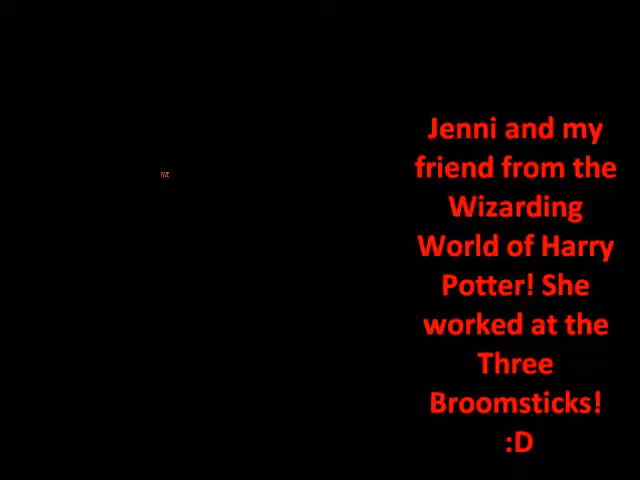 Jenni and my
friend from the
Wizarding
World of Harry
Potter! She
worked at the
Three
Broomsticks!
:D